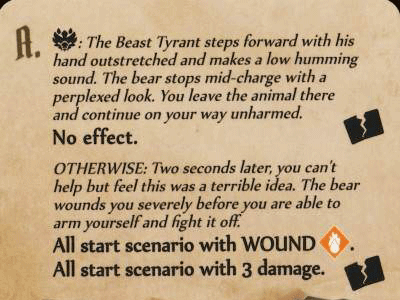 A. : The Beast Tyrant steps forward with his
hand outstretched and makes a low humming
sound. The bear stops mid-charge with a
perplexed look. You leave the animal there
and continue on your way unharmed.
No effect.
OTHERWISE: Two seconds later, you can't
help but feel this was a terrible idea. The bear
wounds you severely before you are able to
arm yourself and fight it off.
All start scenario with WOUND .
All start scenario with 3 damage.